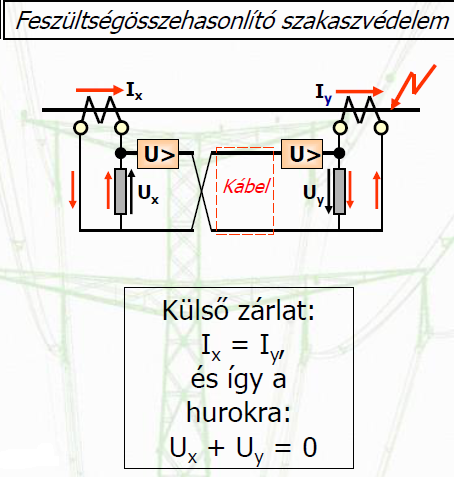 Feszültségösszehasonlító szakaszvédelem
Ix
Iy
U>
U>
Ux
Kábel
Uy
Külső zárlat:
Ix = Iy,
és így a
hurokra:
Ux + Uy = 0